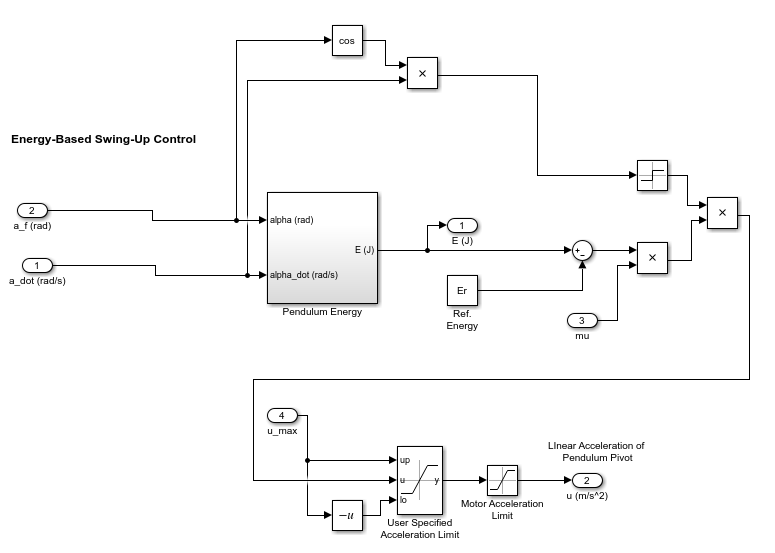 cos
×
Energy-Based Swing-Up Control
2
a_f (rad)
alpha (rad)
1
E (J)
E (J)
×
1
a_dot (rad/s)
alpha_dot (rad/s)
+
−
×
Er
Pendulum Energy
Ref.
Energy
3
mu
4
u_max
LInear Acceleration of
Pendulum Pivot
up
u
y
lo
2
u (m/s^2)
-u
Motor Acceleration
Limit
User Specified
Acceleration Limit